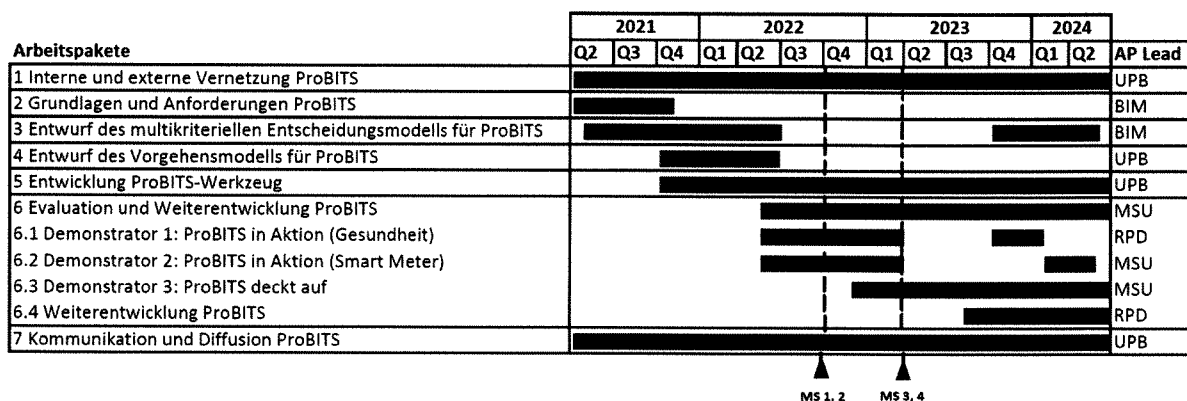 2021 2022 2023 2024
Arbeitspakete Q2 Q3 Q4 Q1 Q2 Q3 Q4 Q1 Q2 Q3 Q4 Q1 Q2 AP Lead
1 Interne und externe Vernetzung ProBITS UPB
2 Grundlagen und Anforderungen ProBITS BIM
3 Entwurf des multikriteriellen Entscheidungsmodells für ProBITS BIM
4 Entwurf des Vorgehensmodells für ProBITS UPB
5 Entwicklung ProBITS-Werkzeug UPB
6 Evaluation und Weiterentwicklung ProBITS MSU
6.1 Demonstrator 1: ProBITS in Aktion (Gesundheit) RPD
6.2 Demonstrator 2: ProBITS in Aktion (Smart Meter) MSU
6.3 Demonstrator 3: ProBITS deckt auf MSU
6.4 Weiterentwicklung ProBITS RPD
7 Kommunikation und Diffusion ProBITS UPB
MS 1, 2 MS 3, 4